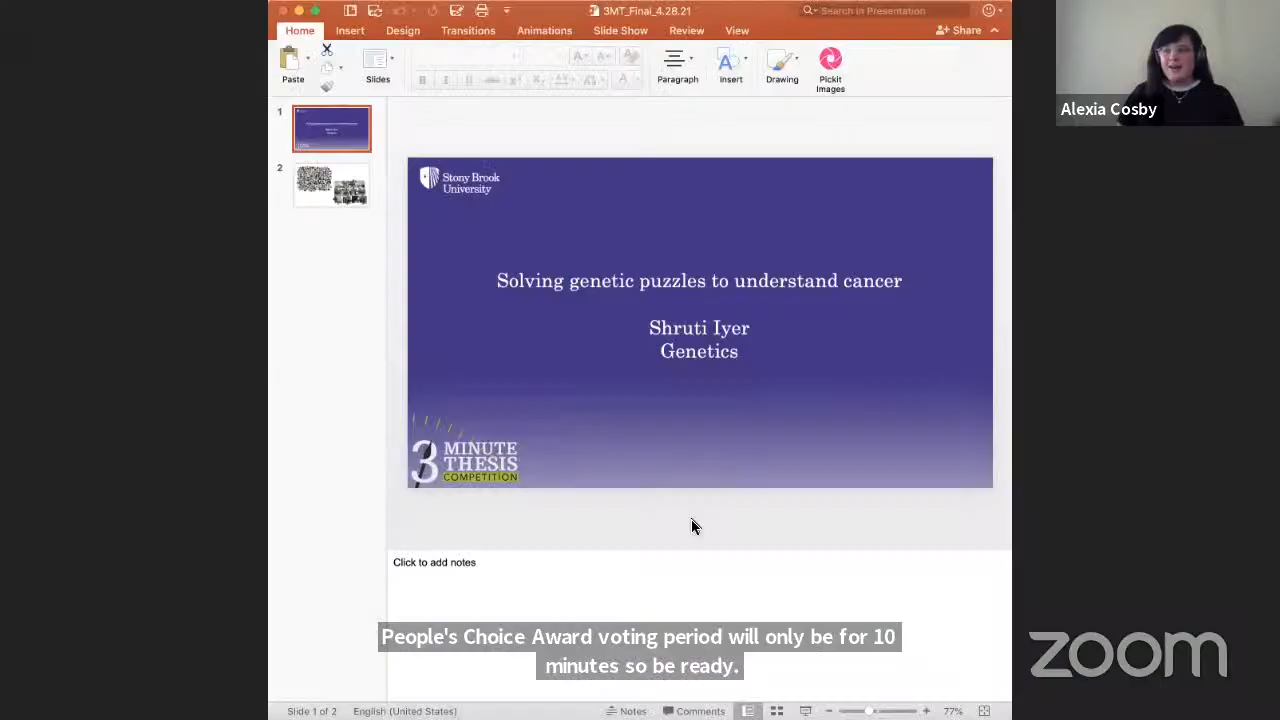 3MT_Final_4.28.21
Search in Presentation
Home
Insert
Design
Transitions
Animations
Slide Show
Review
View
Share
Paste
Slides
Paragraph
Insert
Drawing
Pickit
Images
Alexia Cosby
1
2
Stony Brook
University
Solving genetic puzzles to understand cancer
Shruti Iyer
Genetics
3 MINUTE
THESIS
COMPETITION
Click to add notes
People's Choice Award voting period will only be for 10
minutes so be ready.
zoom
Slide 1 of 2
English (United States)
Notes
Comments
77%